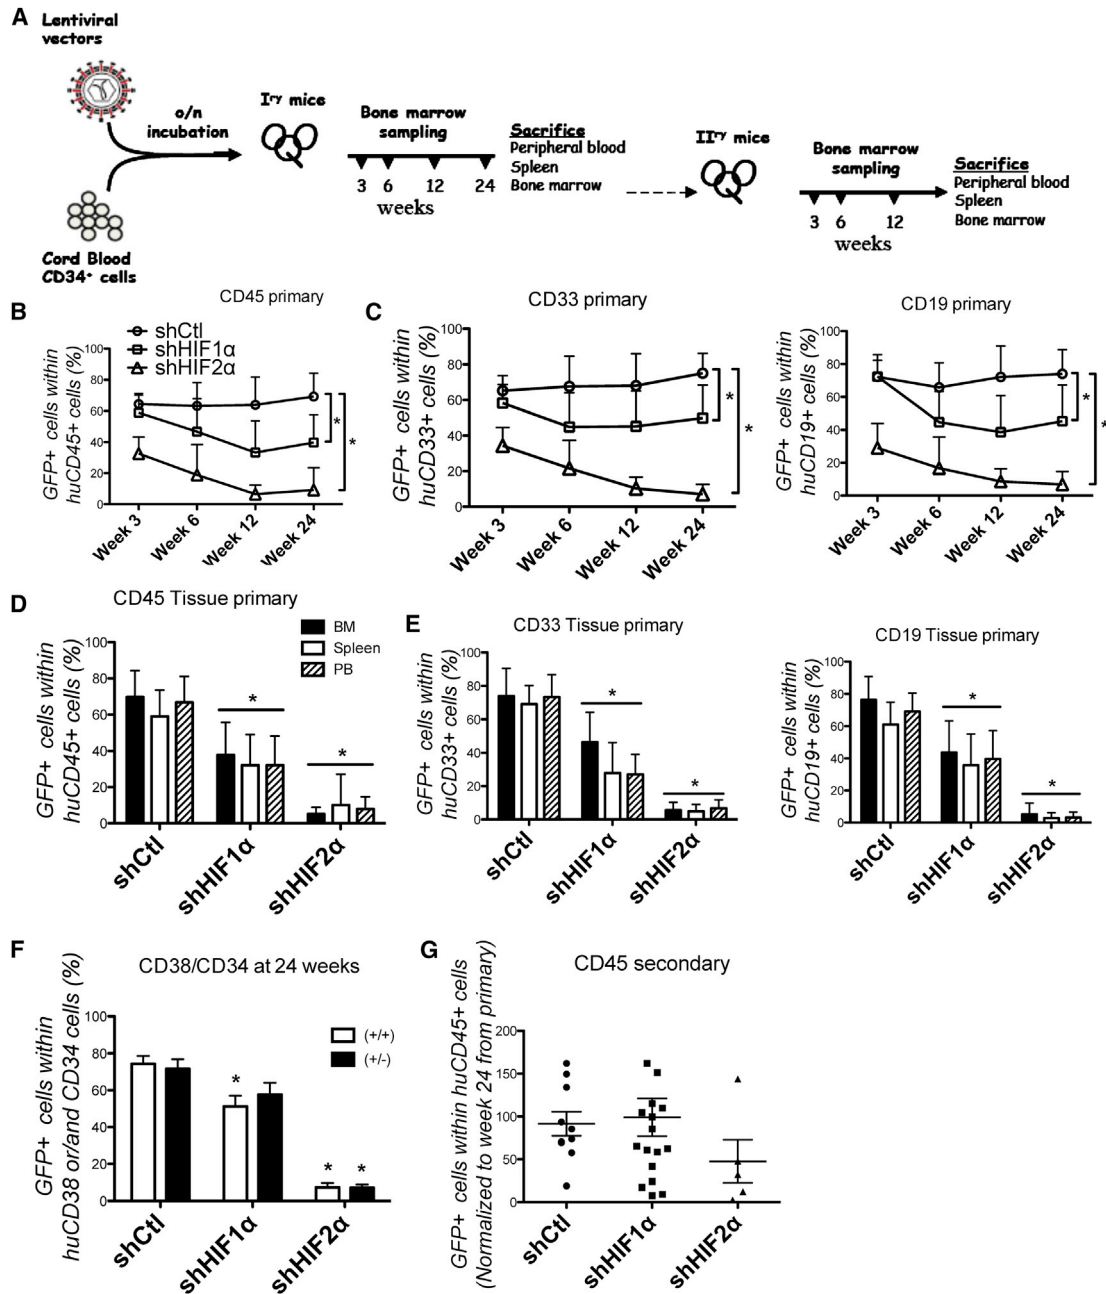 A
Lentiviral
vectors
o/n
incubation
Cord Blood
CD34⁺ cells
Iʳʸ mice
Bone marrow
sampling
3 6 12 24
weeks
Sacrifice
Peripheral blood
Spleen
Bone marrow
IIʳʸ mice
Bone marrow
sampling
3 6 12
weeks
Sacrifice
Peripheral blood
Spleen
Bone marrow
B
CD45 primary
shCtl
shHIF1α
shHIF2α
GFP+ cells within
huCD45+ cells (%)
100
80
60
40
20
0
*
*
Week 3
Week 6
Week 12
Week 24
C
CD33 primary
GFP+ cells within
huCD33+ cells (%)
100
80
60
40
20
0
*
*
Week 3
Week 6
Week 12
Week 24
CD19 primary
GFP+ cells within
huCD19+ cells (%)
100
80
60
40
20
0
*
*
Week 3
Week 6
Week 12
Week 24
D
CD45 Tissue primary
BM
Spleen
PB
GFP+ cells within
huCD45+ cells (%)
100
80
60
40
20
0
*
*
shCtl
shHIF1α
shHIF2α
E
CD33 Tissue primary
GFP+ cells within
huCD33+ cells (%)
100
80
60
40
20
0
*
*
shCtl
shHIF1α
shHIF2α
CD19 Tissue primary
GFP+ cells within
huCD19+ cells (%)
100
80
60
40
20
0
*
*
shCtl
shHIF1α
shHIF2α
F
CD38/CD34 at 24 weeks
(+/+)
(+/-)
GFP+ cells within
huCD38 or/and CD34 cells (%)
100
80
60
40
20
0
*
*
*
shCtl
shHIF1α
shHIF2α
G
CD45 secondary
GFP+ cells within huCD45+ cells
(Normalized to week 24 from primary)
200
150
100
50
0
shCtl
shHIF1α
shHIF2α